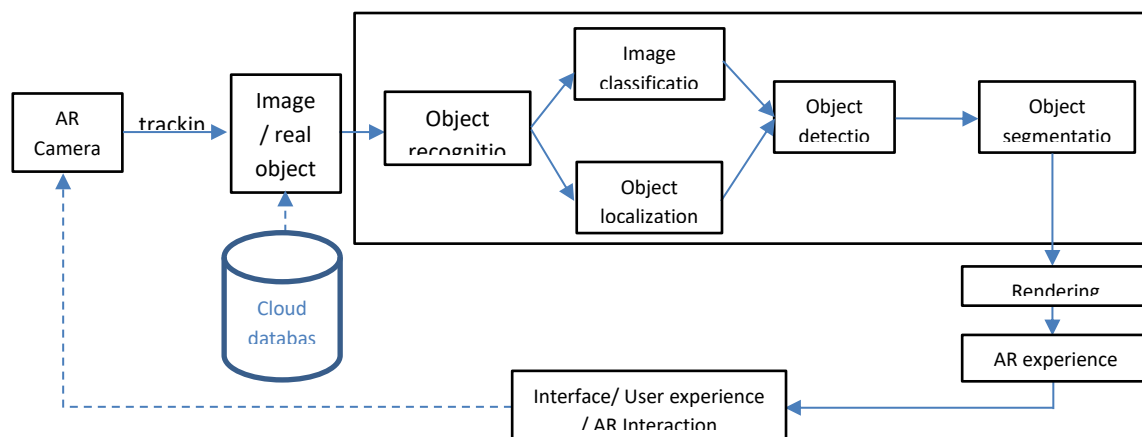 AR
Camera
trackin
Image
/ real
object
Object
recognitio
Image
classificatio
Object
localization
Object
detectio
Object
segmentatio
Cloud
databas
Rendering
AR experience
Interface/ User experience
/ AR Interaction